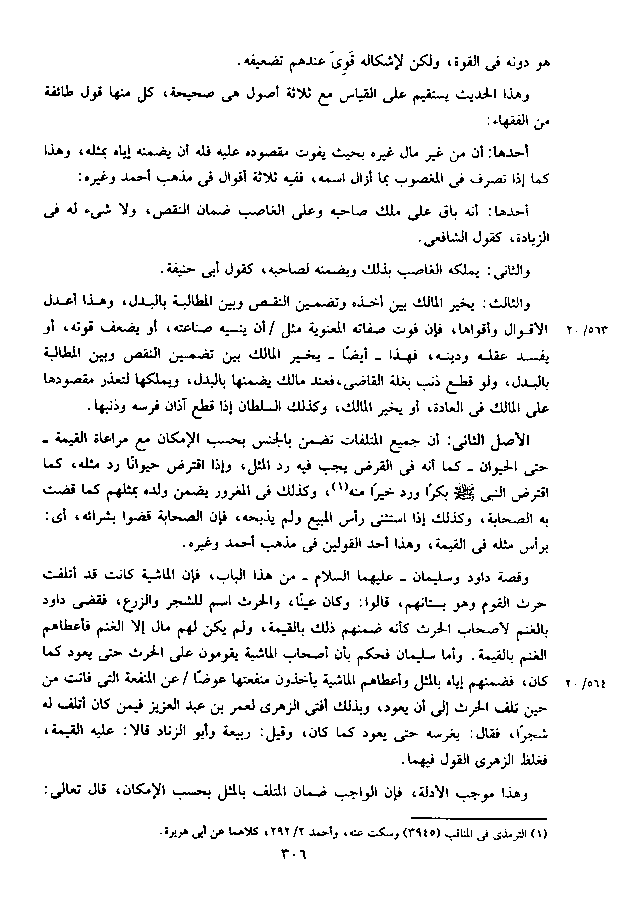 هو دونه فى القوة، ولكن لإشكاله قَوِىَ عندهم تضعيفه.
وهذا الحديث يستقيم على القياس مع ثلاثة أصول هى صحيحة، كل منها قول طائفة
من الفقهاء:
أحدها: أن من غير مال غيره بحيث يفوت مقصوده عليه فله أن يضمنه إياه بمثله، وهذا
كما إذا تصرف فى المغصوب بما أزال اسمه، ففيه ثلاثة أقوال فى مذهب أحمد وغيره:
أحدها: أنه باق على ملك صاحبه وعلى الغاصب ضمان النقص، ولا شىء له فى
الزيادة، كقول الشافعى.
والثانى: يملكه الغاصب بذلك ويضمنه لصاحبه، كقول أبى حنيفة.
والثالث: يخير المالك بين أخذه وتضمين النقص وبين المطالبة بالبدل، وهذا أعدل
٢٠/٥٦٣ الأقوال وأقواها، فإن فوت صفاته المعنوية مثل / أن ينسيه صناعته، أو يضعف قوته، أو
يفسد عقله ودينه، فهذا ـ أيضًا ـ يخير المالك بين تضمين النقص وبين المطالبة
بالبدل، ولو قطع ذنب بغلة القاضى، فعند مالك يضمنها بالبدل، ويملكها لتعذر مقصودها
على المالك فى العادة، أو يخير المالك، وكذلك السلطان إذا قطع آذان فرسه وذنبها.
الأصل الثانى: أن جميع المتلفات تضمن بالجنس بحسب الإمكان مع مراعاة القيمة ـ
حتى الحيوان ـ كما أنه فى القرض يجب فيه رد المثل، وإذا اقترض حيوانًا رد مثله، كما
اقترض النبى ﷺ بكرًا ورد خيرًا منه(١)، وكذلك فى المغرور يضمن ولده بمثلهم كما قضت
به الصحابة، وكذلك إذا استثنى رأس المبيع ولم يذبحه، فإن الصحابة قضوا بشرائه، أى:
برأس مثله فى القيمة، وهذا أحد القولين فى مذهب أحمد وغيره.
وقصة داود وسليمان ـ عليهما السلام ـ من هذا الباب، فإن الماشية كانت قد أتلفت
حرث القوم وهو بستانهم، قالوا: وكان عينًا، والحرث اسم للشجر والزرع، فقضى داود
بالغنم لأصحاب الحرث كأنه ضمنهم ذلك بالقيمة، ولم يكن لهم مال إلا الغنم فأعطاهم
الغنم بالقيمة. وأما سليمان فحكم بأن أصحاب الماشية يقومون على الحرث حتى يعود كما
٢٠/٥٦٤ كان، فضمنهم إياه بالمثل وأعطاهم الماشية يأخذون منفعتها عوضًا / عن المنفعة التى فاتت من
حين تلف الحرث إلى أن يعود، وبذلك أفتى الزهرى لعمر بن عبد العزيز فيمن كان أتلف له
شجرًا، فقال: يغرسه حتى يعود كما كان، وقيل: ربيعة وأبو الزناد قالا: عليه القيمة،
فغلظ الزهرى القول فيهما.
وهذا موجب الأدلة، فإن الواجب ضمان المتلف بالمثل بحسب الإمكان، قال تعالى:
(١) الترمذى فى المناقب (٣٩٤٥) وسكت عنه، وأحمد ٢/ ٢٩٢، كلاهما عن أبى هريرة.
٣٠٦